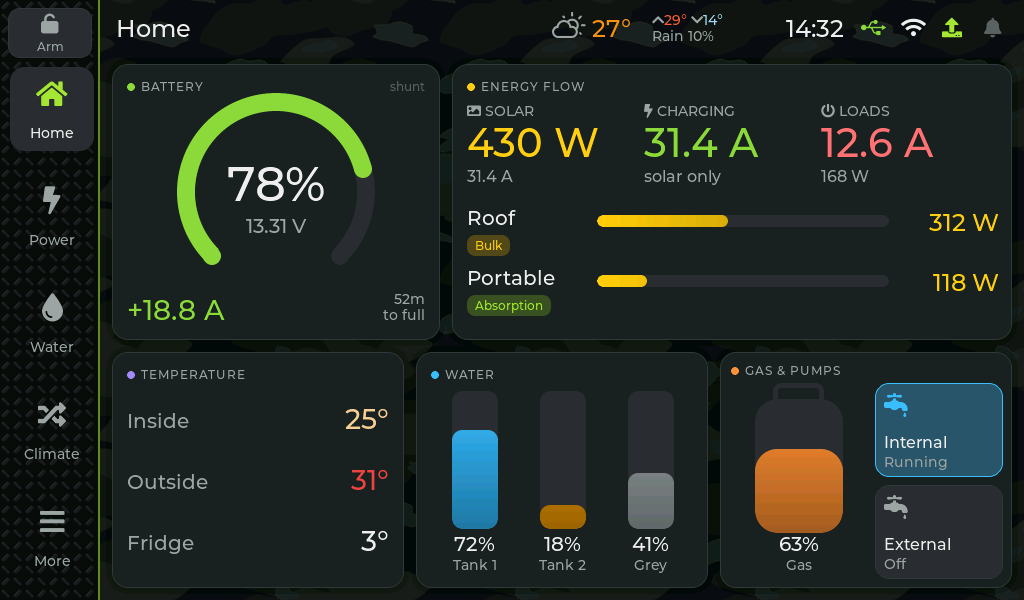 Arm
Home
Power
Water
Climate
More
Home
27°
29° 14°
Rain 10%
14:32
BATTERY
shunt
78%
13.31 V
+18.8 A
52m
to full
ENERGY FLOW
SOLAR
430 W
31.4 A
CHARGING
31.4 A
solar only
LOADS
12.6 A
168 W
Roof
Bulk
312 W
Portable
Absorption
118 W
TEMPERATURE
Inside 25°
Outside 31°
Fridge 3°
WATER
72%
Tank 1
18%
Tank 2
41%
Grey
GAS & PUMPS
63%
Gas
Internal
Running
External
Off